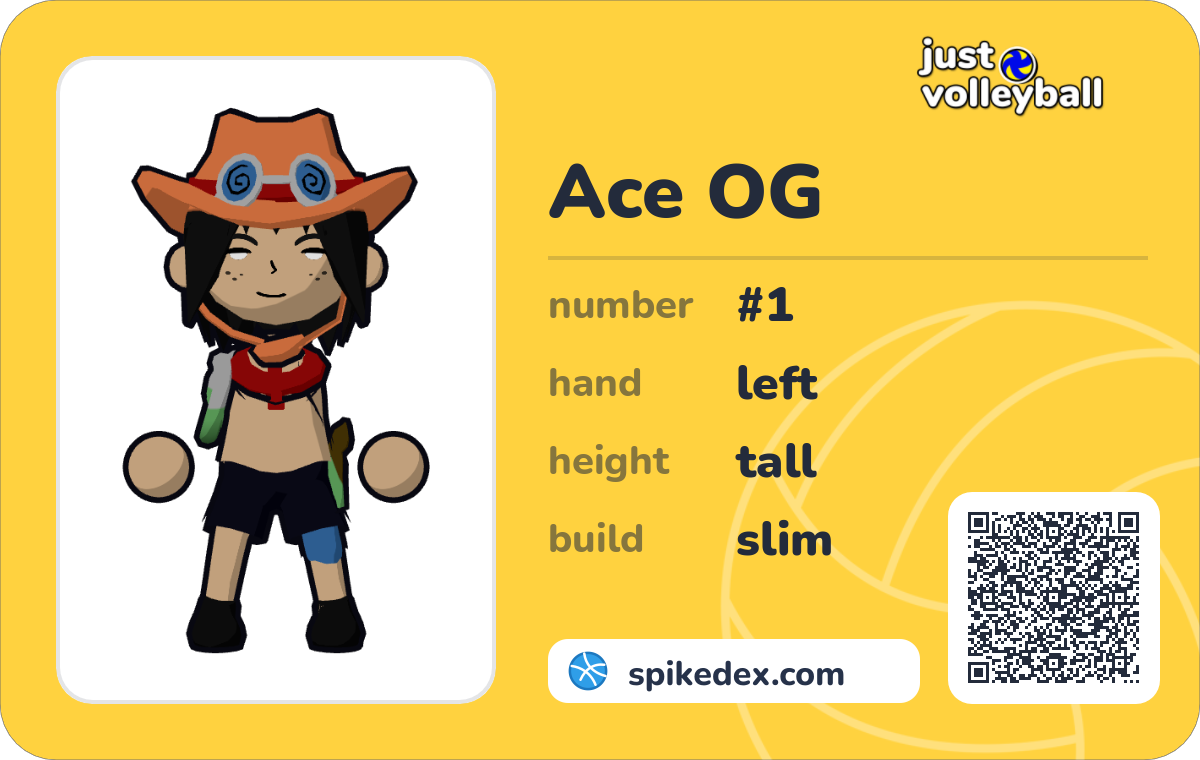 just
volleyball
Ace OG
number #1
hand left
height tall
build slim
spikedex.com